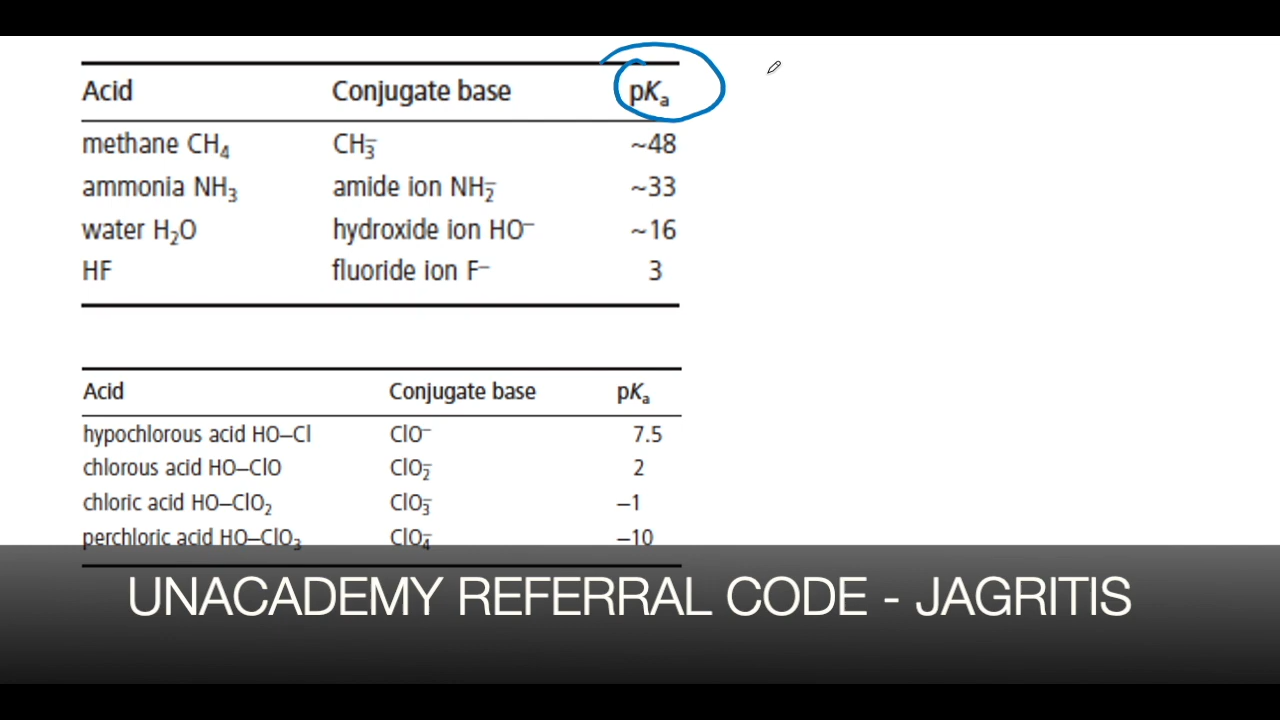 Acid Conjugate base pKₐ
methane CH₄ CH₃⁻ ~48
ammonia NH₃ amide ion NH₂⁻ ~33
water H₂O hydroxide ion HO⁻ ~16
HF fluoride ion F⁻ 3
Acid Conjugate base pKₐ
hypochlorous acid HO–Cl ClO⁻ 7.5
chlorous acid HO–ClO ClO₂⁻ 2
chloric acid HO–ClO₂ ClO₃⁻ –1
perchloric acid HO–ClO₃ ClO₄⁻ –10
UNACADEMY REFERRAL CODE - JAGRITIS